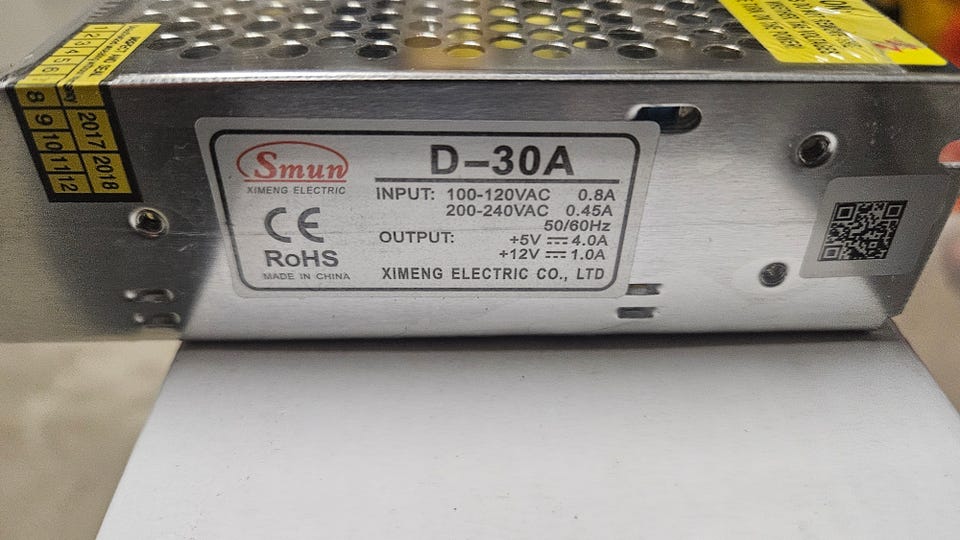 Smun
XIMENG ELECTRIC
CE
RoHS
MADE IN CHINA
D-30A
INPUT: 100-120VAC 0.8A
200-240VAC 0.45A
50/60Hz
OUTPUT: +5V ⎓ 4.0A
+12V ⎓ 1.0A
XIMENG ELECTRIC CO., LTD
2017 2018
8 9 10 11 12